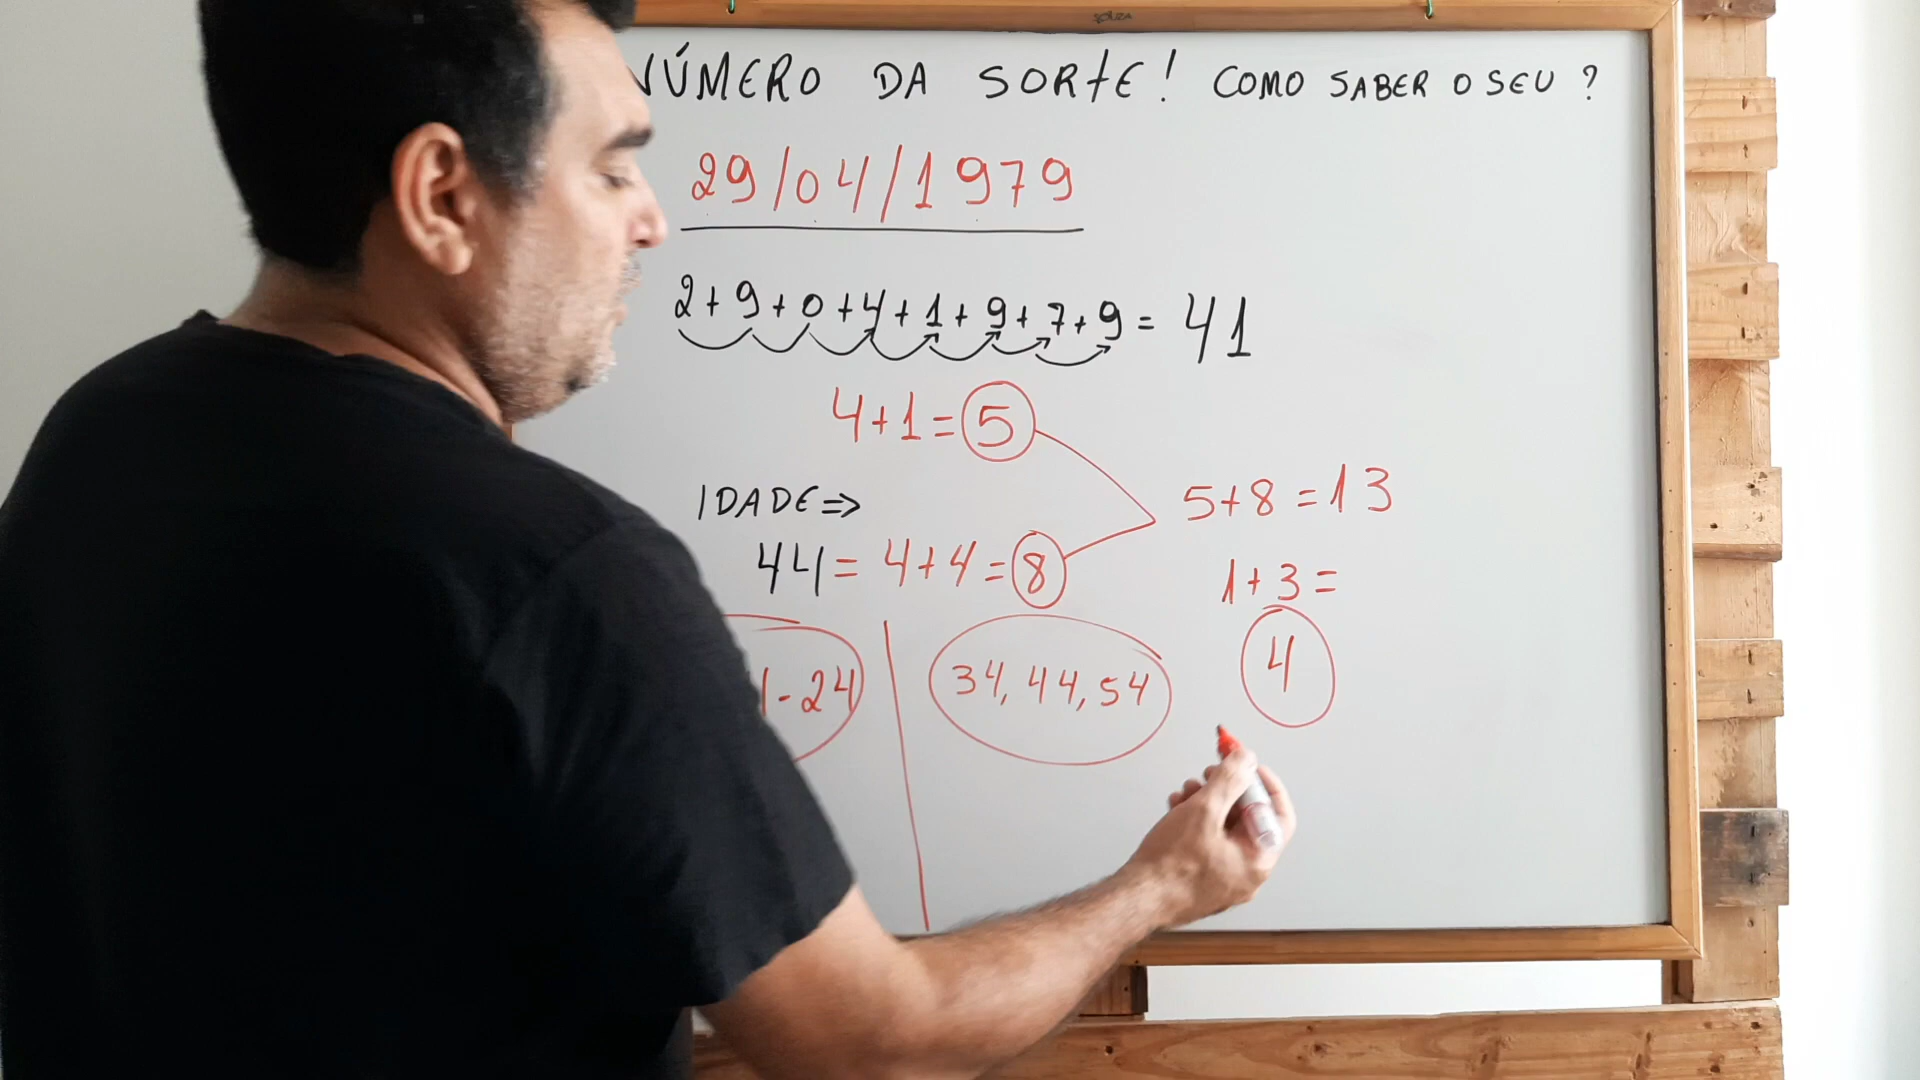 SOUZA
NÚMERO DA SORTE! COMO SABER O SEU?
29/04/1979
2+9+0+4+1+9+7+9= 41
4+1=5
5+8=13
IDADE⇒
44=4+4=8
1+3=
4
-24
34, 44, 54